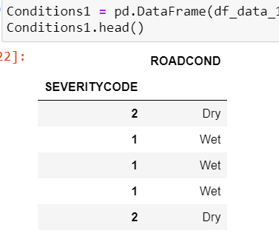 Conditions1 = pd.DataFrame(df_data_1
Conditions1.head()
22]:
ROADCOND
SEVERITYCODE
2 Dry
1 Wet
1 Wet
1 Wet
2 Dry